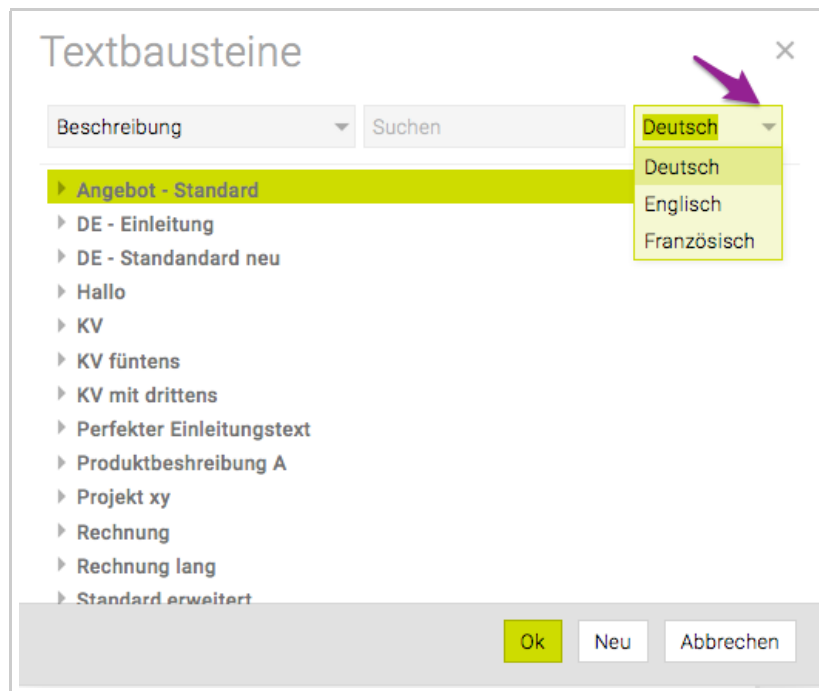 Textbausteine
Beschreibung Suchen Deutsch
Deutsch
Englisch
Französisch
Angebot - Standard
DE - Einleitung
DE - Standandard neu
Hallo
KV
KV füntens
KV mit drittens
Perfekter Einleitungstext
Produktbeshreibung A
Projekt xy
Rechnung
Rechnung lang
Standard erweitert
Ok Neu Abbrechen